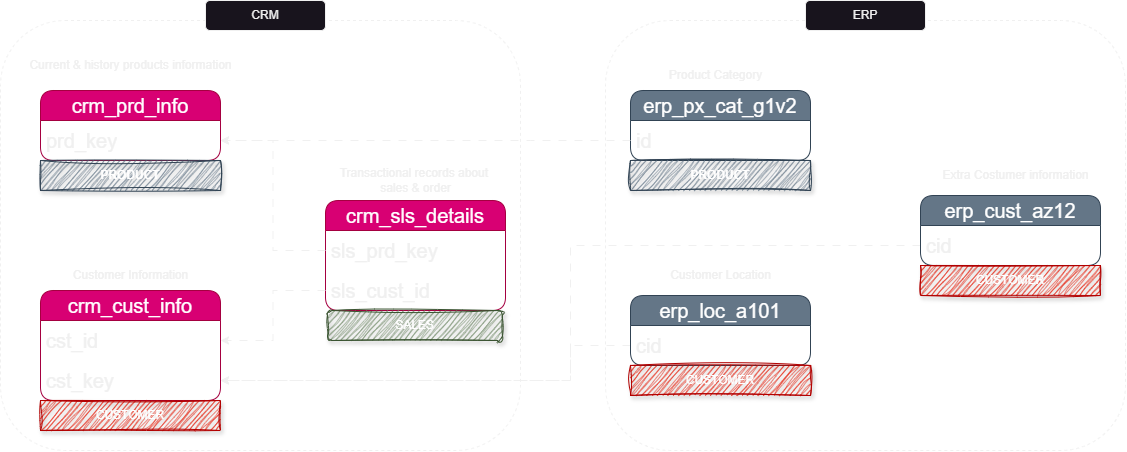 CRM
Current & history products information
crm_prd_info
prd_key
PRODUCT
Transactional records about
sales & order
crm_sls_details
sls_prd_key
sls_cust_id
SALES
Customer Information
crm_cust_info
cst_id
cst_key
CUSTOMER
ERP
Product Category
erp_px_cat_g1v2
id
PRODUCT
Extra Costumer information
erp_cust_az12
cid
CUSTOMER
Customer Location
erp_loc_a101
cid
CUSTOMER